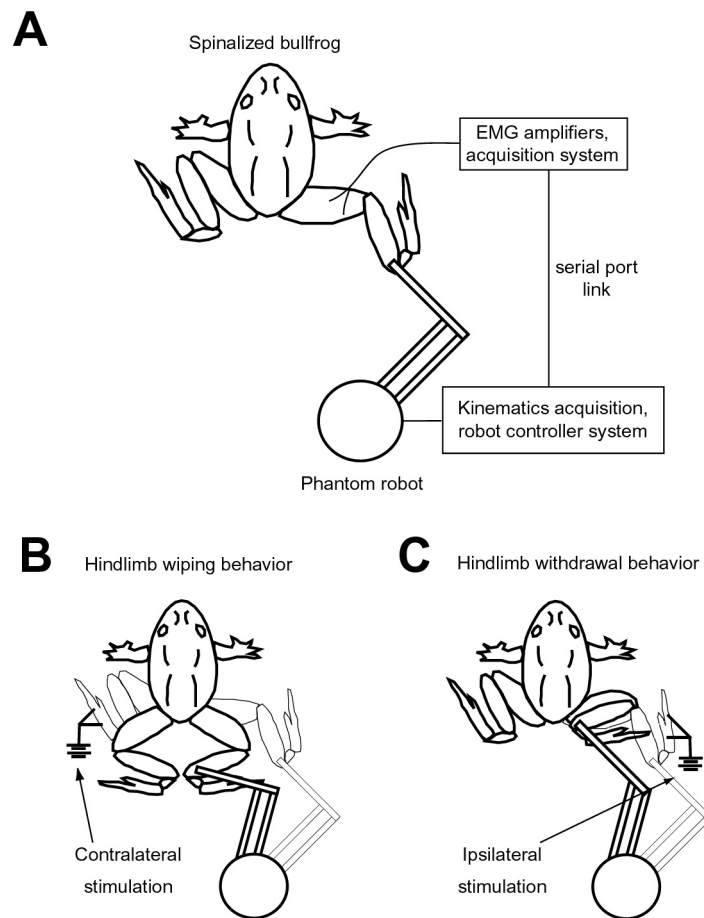 A
Spinalized bullfrog
EMG amplifiers,
acquisition system
serial port
link
Kinematics acquisition,
robot controller system
Phantom robot
B
Hindlimb wiping behavior
Contralateral
stimulation
C
Hindlimb withdrawal behavior
Ipsilateral
stimulation